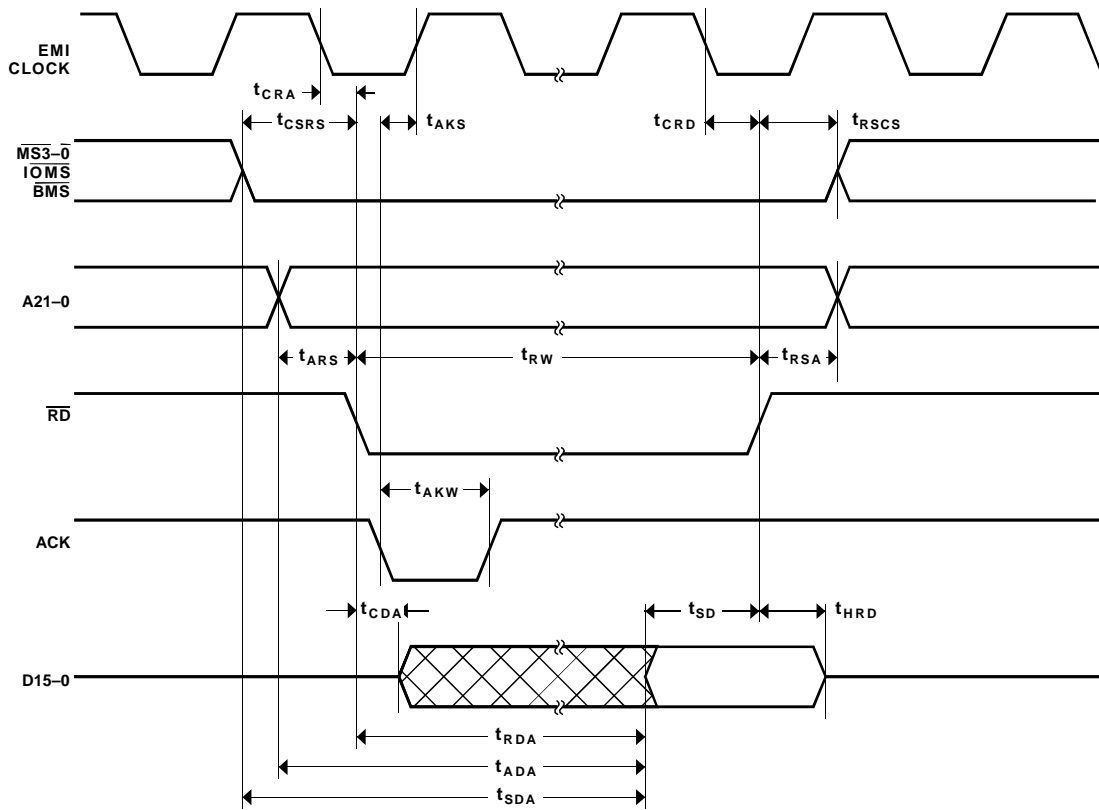 EMI
CLOCK
tCRA
tCSRS
tAKS
tCRD
tRSCS
MS3–0
IOMS
BMS
A21–0
tARS
tRW
tRSA
RD
tAKW
ACK
tCDA
tSD
tHRD
D15–0
tRDA
tADA
tSDA